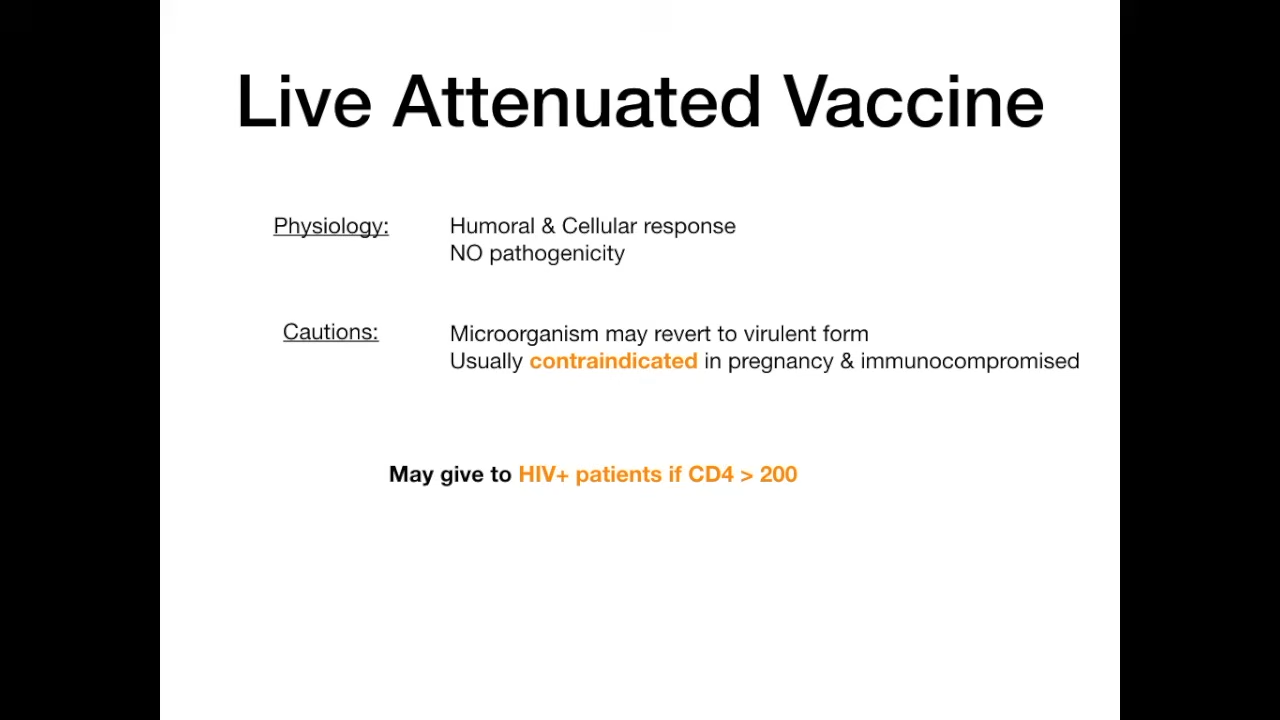 Live Attenuated Vaccine
Physiology: Humoral & Cellular response
NO pathogenicity
Cautions: Microorganism may revert to virulent form
Usually contraindicated in pregnancy & immunocompromised
May give to HIV+ patients if CD4 > 200